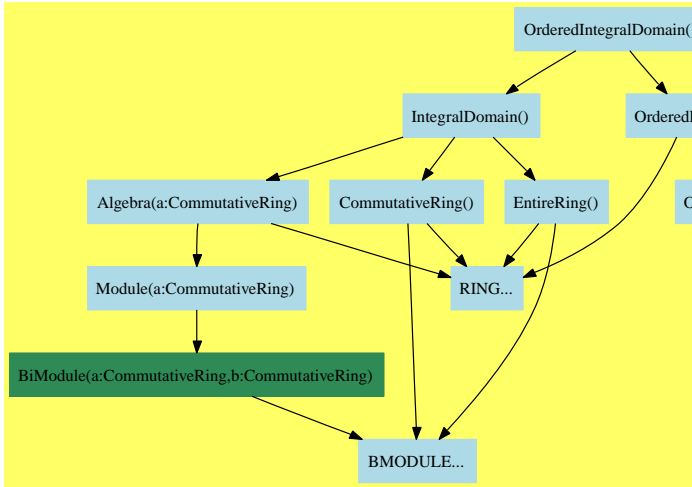 OrderedIntegralDomain()
IntegralDomain()
Algebra(a:CommutativeRing)
CommutativeRing()
EntireRing()
Module(a:CommutativeRing)
RING...
BiModule(a:CommutativeRing,b:CommutativeRing)
BMODULE...